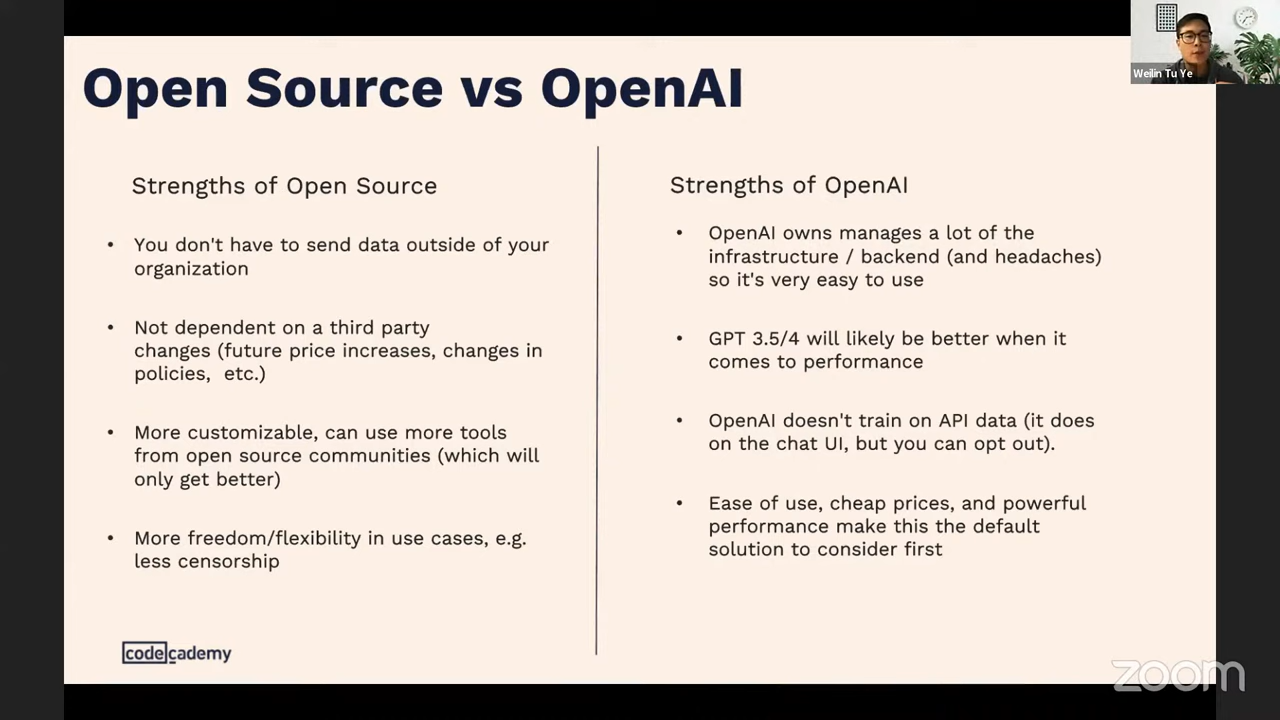 Open Source vs OpenAI
Weilin Tu Ye
Strengths of Open Source
• You don't have to send data outside of your
organization
• Not dependent on a third party
changes (future price increases, changes in
policies,  etc.)
• More customizable, can use more tools
from open source communities (which will
only get better)
• More freedom/flexibility in use cases, e.g.
less censorship
Strengths of OpenAI
• OpenAI owns manages a lot of the
infrastructure / backend (and headaches)
so it's very easy to use
• GPT 3.5/4 will likely be better when it
comes to performance
• OpenAI doesn't train on API data (it does
on the chat UI, but you can opt out).
• Ease of use, cheap prices, and powerful
performance make this the default
solution to consider first
codecademy
zoom